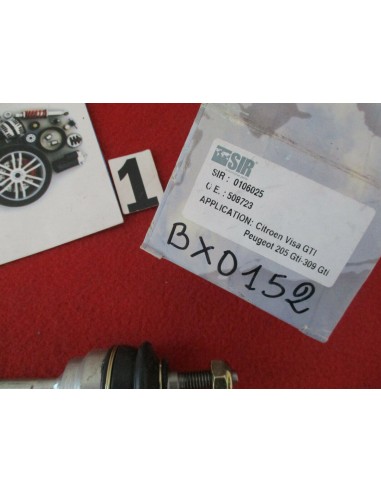 1
SIR
SIR : 0106025
O.E. : 508723
APPLICATION: Citroen Visa GTI
Peugeot 205 Gti-309 Gti
BX0152